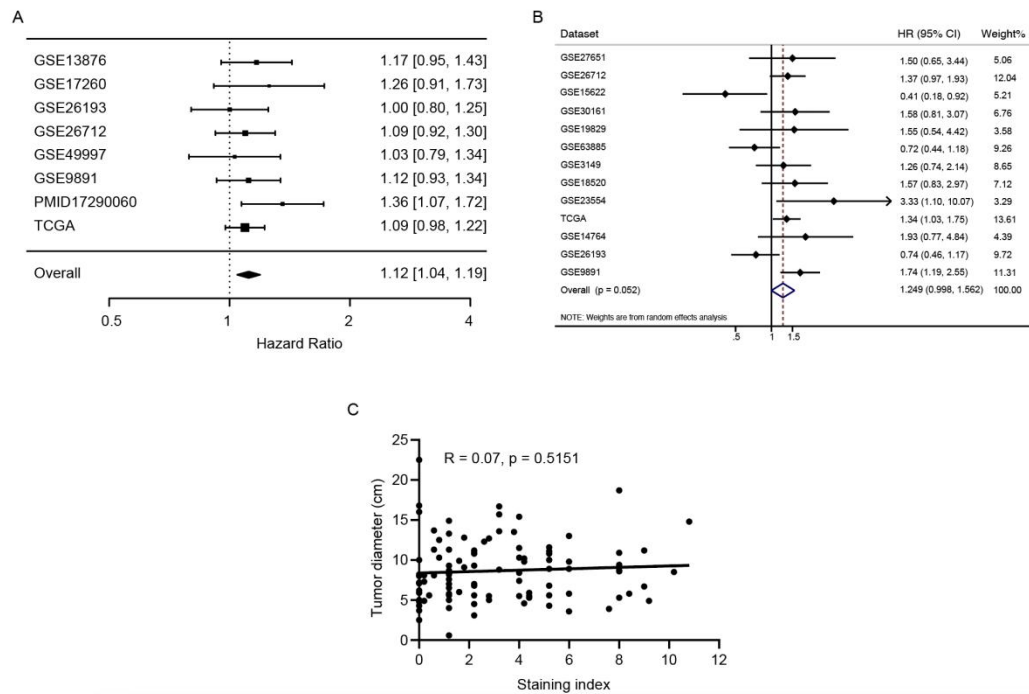 A
GSE13876 1.17 [0.95, 1.43]
GSE17260 1.26 [0.91, 1.73]
GSE26193 1.00 [0.80, 1.25]
GSE26712 1.09 [0.92, 1.30]
GSE49997 1.03 [0.79, 1.34]
GSE9891 1.12 [0.93, 1.34]
PMID17290060 1.36 [1.07, 1.72]
TCGA 1.09 [0.98, 1.22]
Overall 1.12 [1.04, 1.19]
0.5 1 2 4
Hazard Ratio
B
Dataset HR (95% CI) Weight%
GSE27651 1.50 (0.65, 3.44) 5.06
GSE26712 1.37 (0.97, 1.93) 12.04
GSE15622 0.41 (0.18, 0.92) 5.21
GSE30161 1.58 (0.81, 3.07) 6.76
GSE19829 1.55 (0.54, 4.42) 3.58
GSE63885 0.72 (0.44, 1.18) 9.26
GSE3149 1.26 (0.74, 2.14) 8.65
GSE18520 1.57 (0.83, 2.97) 7.12
GSE23554 3.33 (1.10, 10.07) 3.29
TCGA 1.34 (1.03, 1.75) 13.61
GSE14764 1.93 (0.77, 4.84) 4.39
GSE26193 0.74 (0.46, 1.17) 9.72
GSE9891 1.74 (1.19, 2.55) 11.31
Overall (p = 0.052) 1.249 (0.998, 1.562) 100.00
NOTE: Weights are from random effects analysis
.5 1 1.5
C
R = 0.07, p = 0.5151
Tumor diameter (cm)
25
20
15
10
5
0
0 2 4 6 8 10 12
Staining index